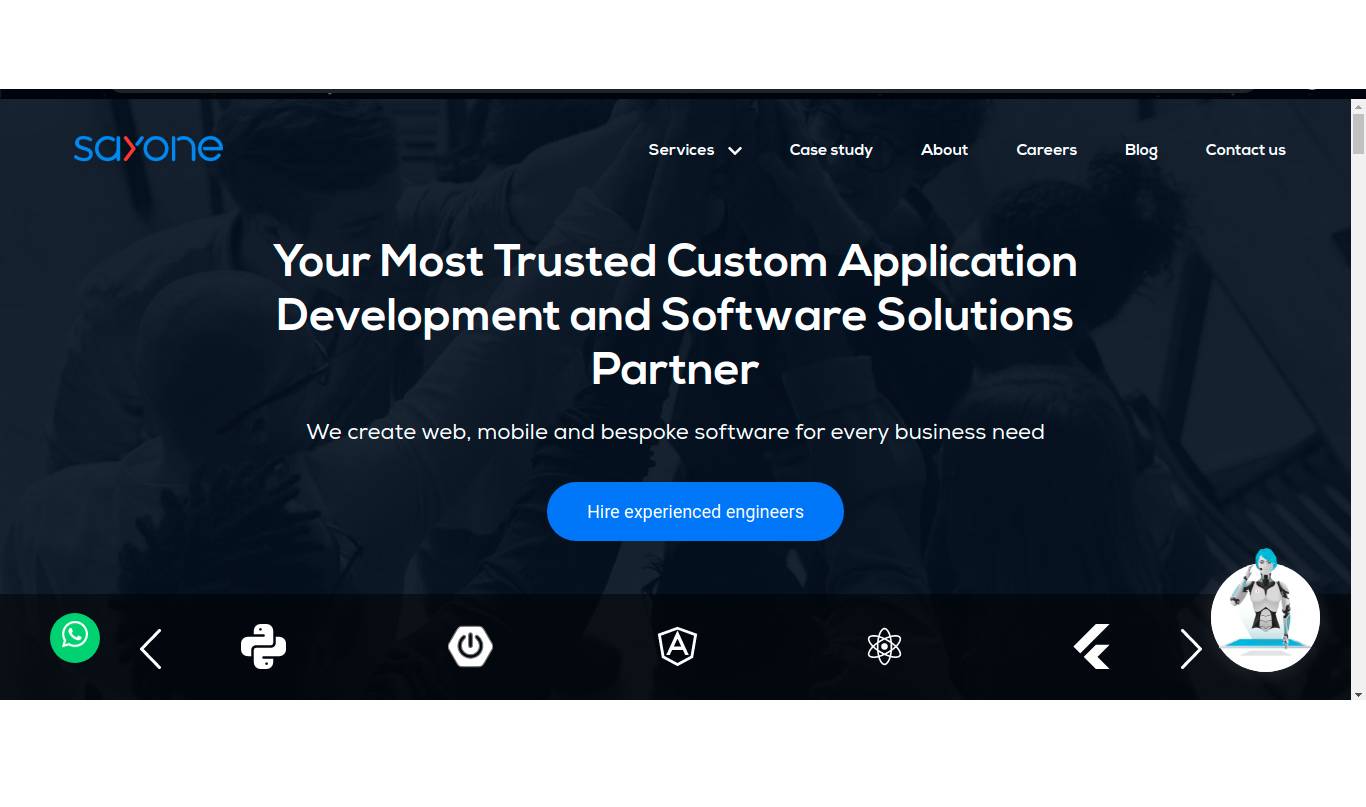 sayone
Services Case study About Careers Blog Contact us
Your Most Trusted Custom Application
Development and Software Solutions
Partner
We create web, mobile and bespoke software for every business need
Hire experienced engineers